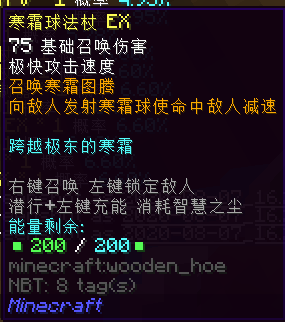 寒霜球法杖 EX
75 基础召唤伤害
极快攻击速度
召唤寒霜图腾
向敌人发射寒霜球使命中敌人减速
跨越极东的寒霜
右键召唤 左键锁定敌人
潜行+左键充能 消耗智慧之尘
能量剩余:
▪ 200 / 200 ▪
minecraft:wooden_hoe
NBT: 8 tag(s)
Minecraft